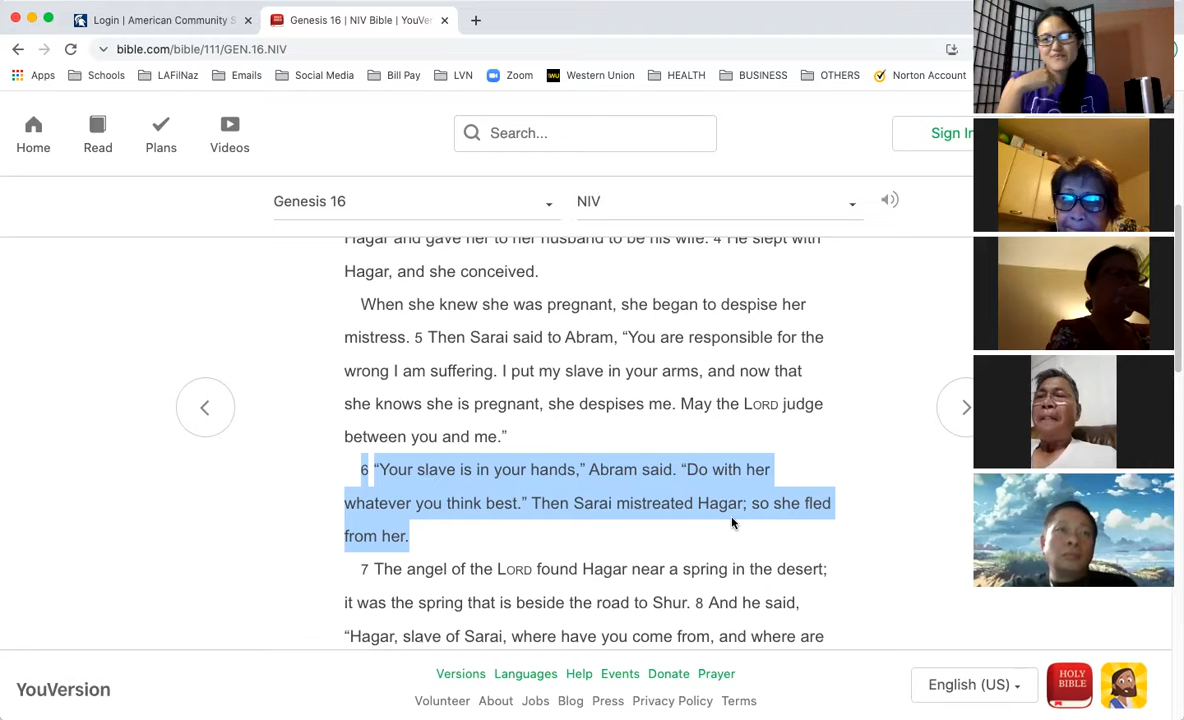 Login | American Community S
Genesis 16 | NIV Bible | YouVer
bible.com/bible/111/GEN.16.NIV
Apps Schools LAFilNaz Emails Social Media Bill Pay LVN Zoom WU Western Union HEALTH BUSINESS OTHERS Norton Account
Home Read Plans Videos
Search...
Sign In
Genesis 16
NIV
Hagar and gave her to her husband to be his wife. 4 He slept with
Hagar, and she conceived.
When she knew she was pregnant, she began to despise her
mistress. 5 Then Sarai said to Abram, “You are responsible for the
wrong I am suffering. I put my slave in your arms, and now that
she knows she is pregnant, she despises me. May the LORD judge
between you and me.”
6 “Your slave is in your hands,” Abram said. “Do with her
whatever you think best.” Then Sarai mistreated Hagar; so she fled
from her.
7 The angel of the LORD found Hagar near a spring in the desert;
it was the spring that is beside the road to Shur. 8 And he said,
“Hagar, slave of Sarai, where have you come from, and where are
Versions Languages Help Events Donate Prayer
YouVersion
Volunteer About Jobs Blog Press Privacy Policy Terms
English (US)
HOLY
BIBLE